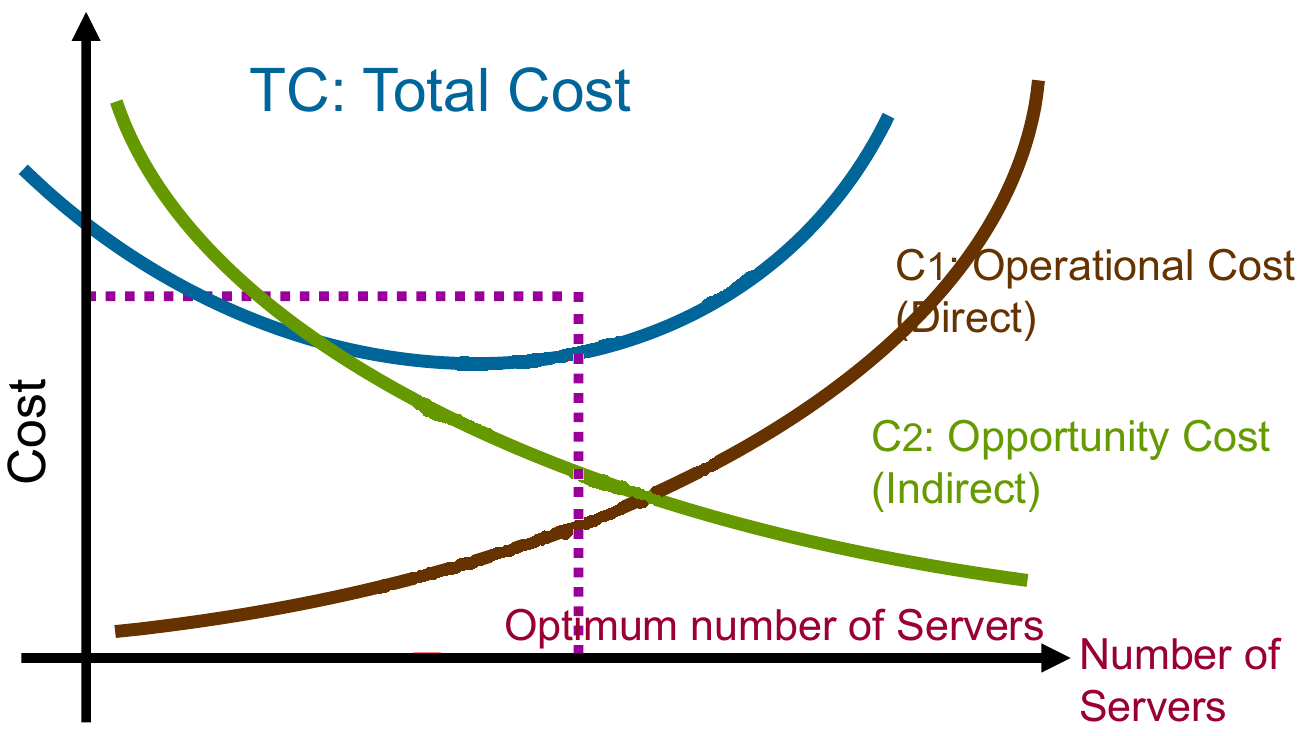 TC: Total Cost
C1: Operational Cost
(Direct)
Cost
C2: Opportunity Cost
(Indirect)
Optimum number of Servers
Number of
Servers